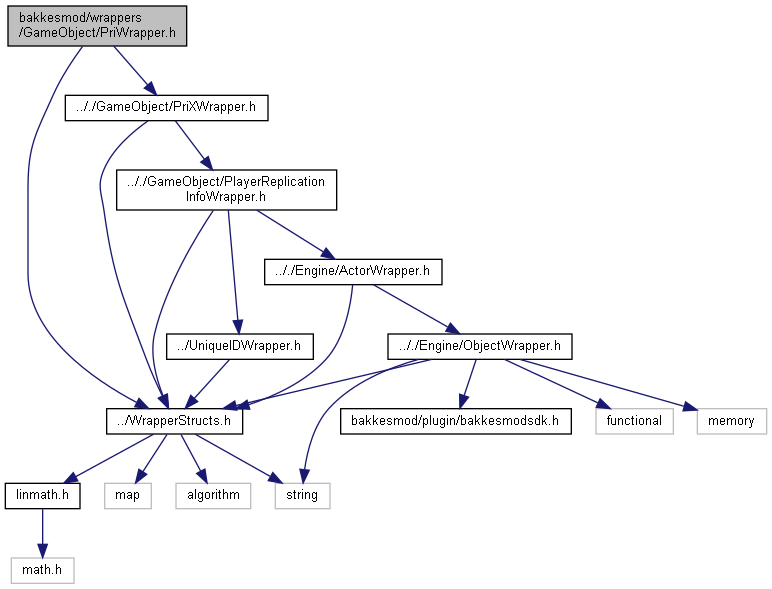 bakkesmod/wrappers
/GameObject/PriWrapper.h
.././GameObject/PriXWrapper.h
.././GameObject/PlayerReplication
InfoWrapper.h
.././Engine/ActorWrapper.h
../UniqueIDWrapper.h
.././Engine/ObjectWrapper.h
../WrapperStructs.h
bakkesmod/plugin/bakkesmodsdk.h
functional
memory
linmath.h
map
algorithm
string
math.h